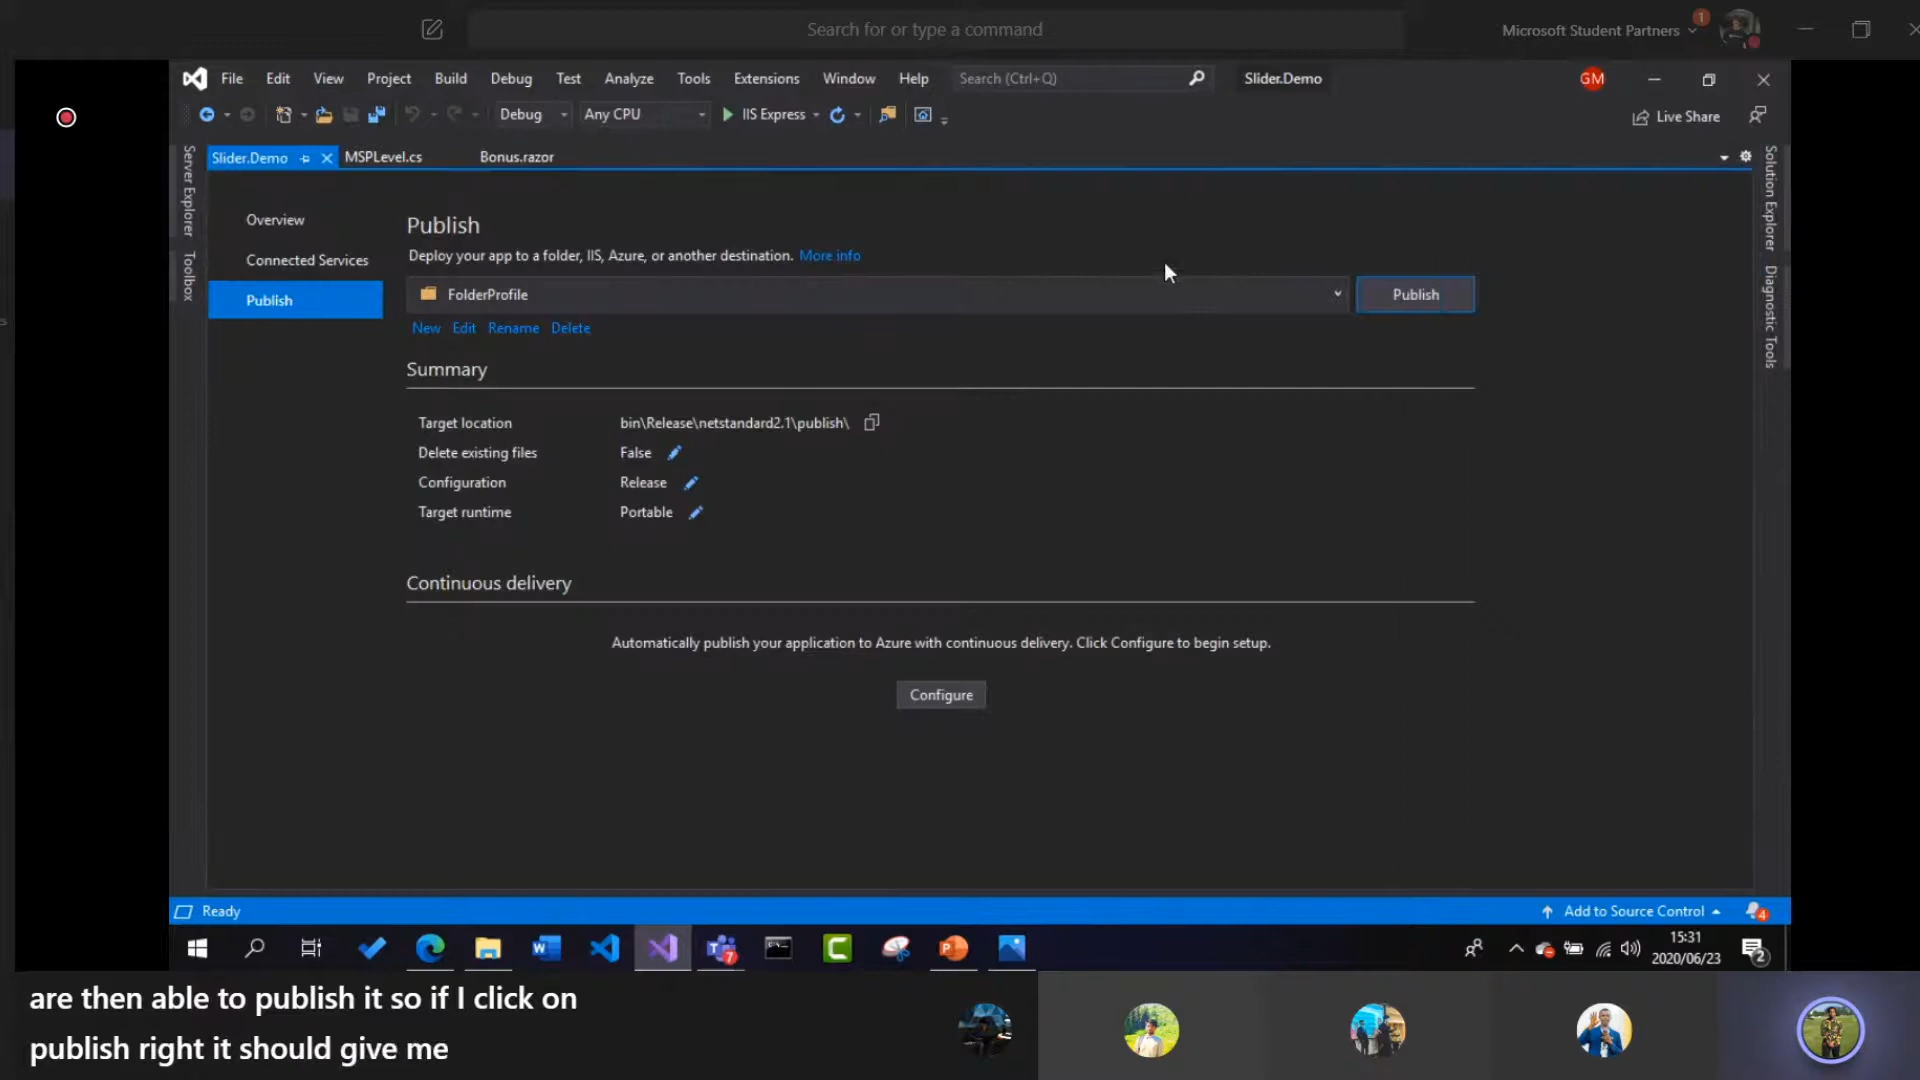 Search for or type a command
Microsoft Student Partners
1
File Edit View Project Build Debug Test Analyze Tools Extensions Window Help Search (Ctrl+Q) Slider.Demo GM
Debug Any CPU IIS Express Live Share
Slider.Demo MSPLevel.cs Bonus.razor
Server Explorer
Toolbox
Solution Explorer
Diagnostic Tools
Overview
Connected Services
Publish
Publish
Deploy your app to a folder, IIS, Azure, or another destination. More info
FolderProfile Publish
New Edit Rename Delete
Summary
Target location bin\Release\netstandard2.1\publish\
Delete existing files False
Configuration Release
Target runtime Portable
Continuous delivery
Automatically publish your application to Azure with continuous delivery. Click Configure to begin setup.
Configure
Ready Add to Source Control 4
7
15:31
2020/06/23
2
are then able to publish it so if I click on
publish right it should give me